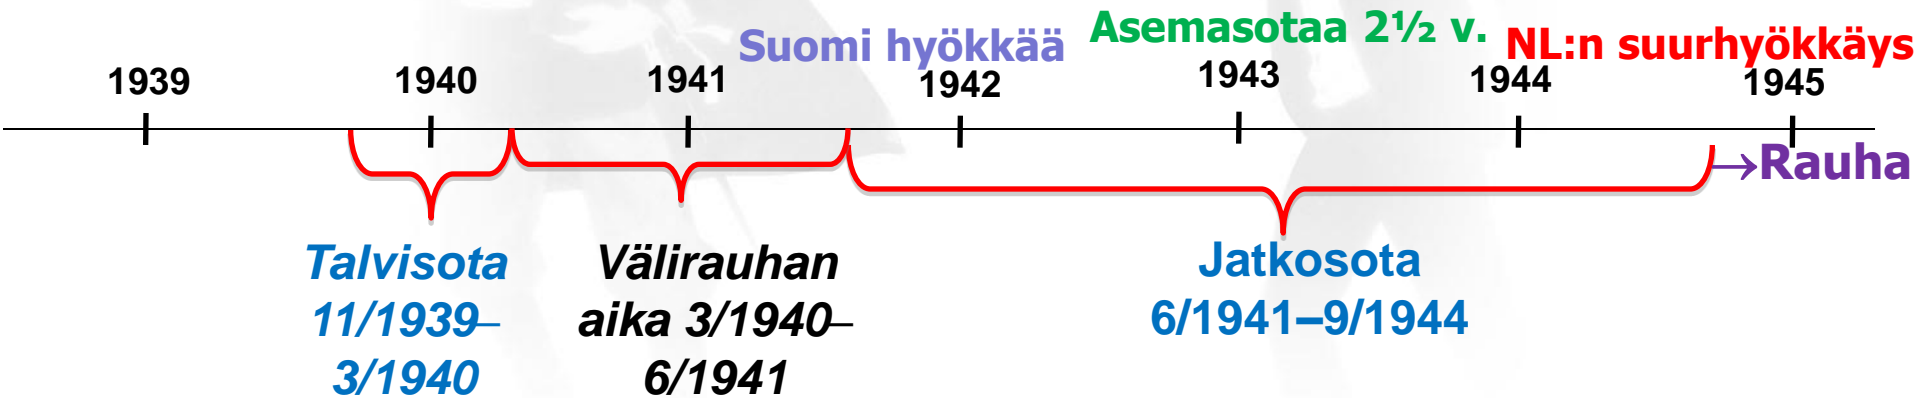 Suomi hyökkää
Asemasotaa 2½ v.
NL:n suurhyökkäys
1939
1940
1941
1942
1943
1944
1945
→Rauha
Talvisota
11/1939–
3/1940
Välirauhan
aika 3/1940–
6/1941
Jatkosota
6/1941–9/1944